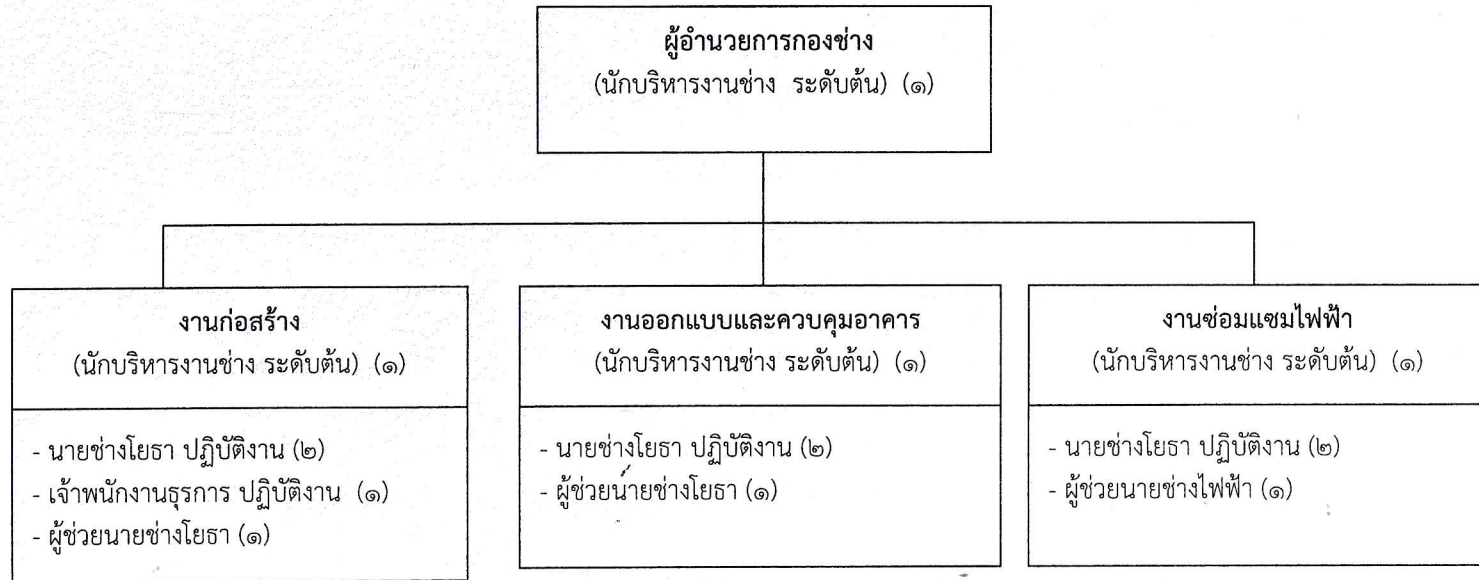 ผู้อำนวยการกองช่าง
(นักบริหารงานช่าง ระดับต้น) (๑)
งานก่อสร้าง
(นักบริหารงานช่าง ระดับต้น) (๑)
- นายช่างโยธา ปฏิบัติงาน (๒)
- เจ้าพนักงานธุรการ ปฏิบัติงาน (๑)
- ผู้ช่วยนายช่างโยธา (๑)
งานออกแบบและควบคุมอาคาร
(นักบริหารงานช่าง ระดับต้น) (๑)
- นายช่างโยธา ปฏิบัติงาน (๒)
- ผู้ช่วยนายช่างโยธา (๑)
งานซ่อมแซมไฟฟ้า
(นักบริหารงานช่าง ระดับต้น) (๑)
- นายช่างโยธา ปฏิบัติงาน (๒)
- ผู้ช่วยนายช่างไฟฟ้า (๑)